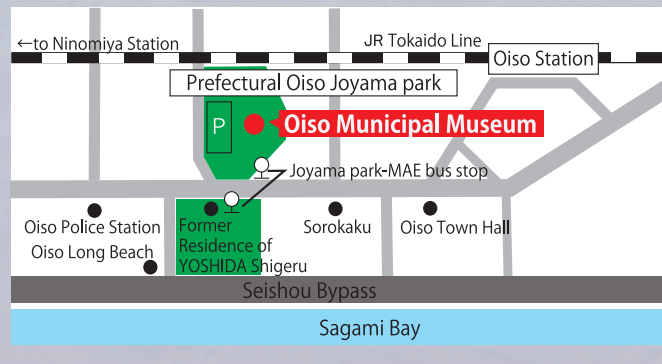 ←to Ninomiya Station
JR Tokaido Line
Oiso Station
Prefectural Oiso Joyama park
P
Oiso Municipal Museum
Joyama park-MAE bus stop
Oiso Police Station
Former
Residence of
YOSHIDA Shigeru
Sorokaku
Oiso Town Hall
Oiso Long Beach
Seishou Bypass
Sagami Bay